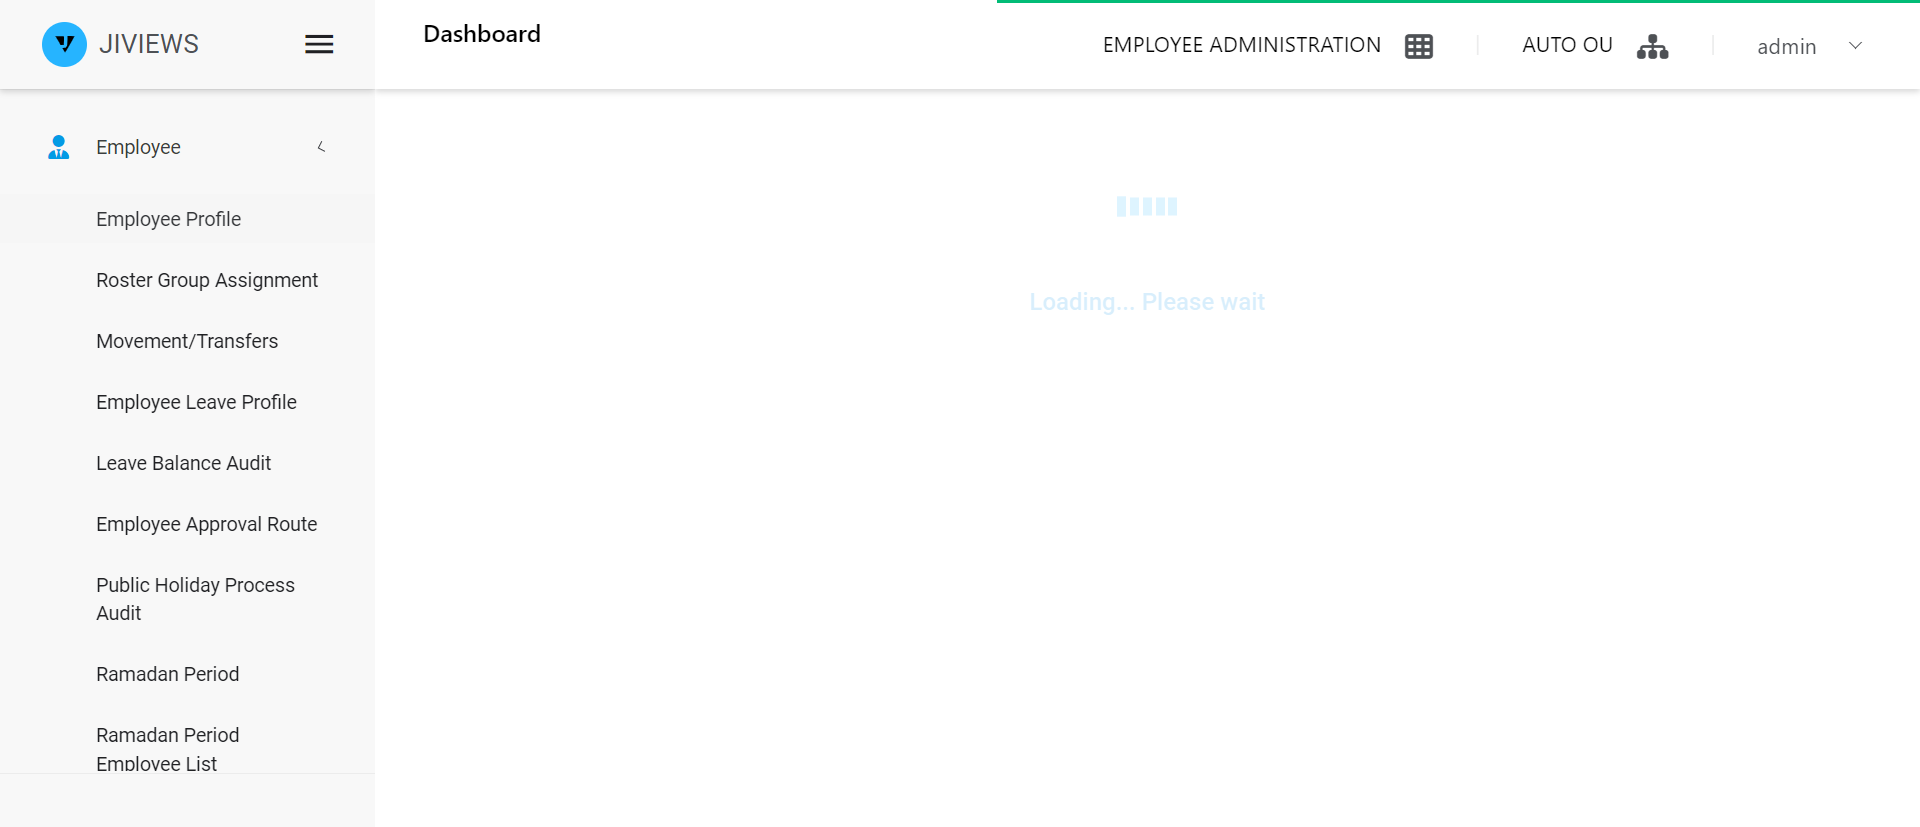 JIVIEWS
Dashboard
EMPLOYEE ADMINISTRATION
AUTO OU
admin
Employee
Employee Profile
Roster Group Assignment
Movement/Transfers
Employee Leave Profile
Leave Balance Audit
Employee Approval Route
Public Holiday Process
Audit
Ramadan Period
Ramadan Period
Employee List
Loading... Please wait